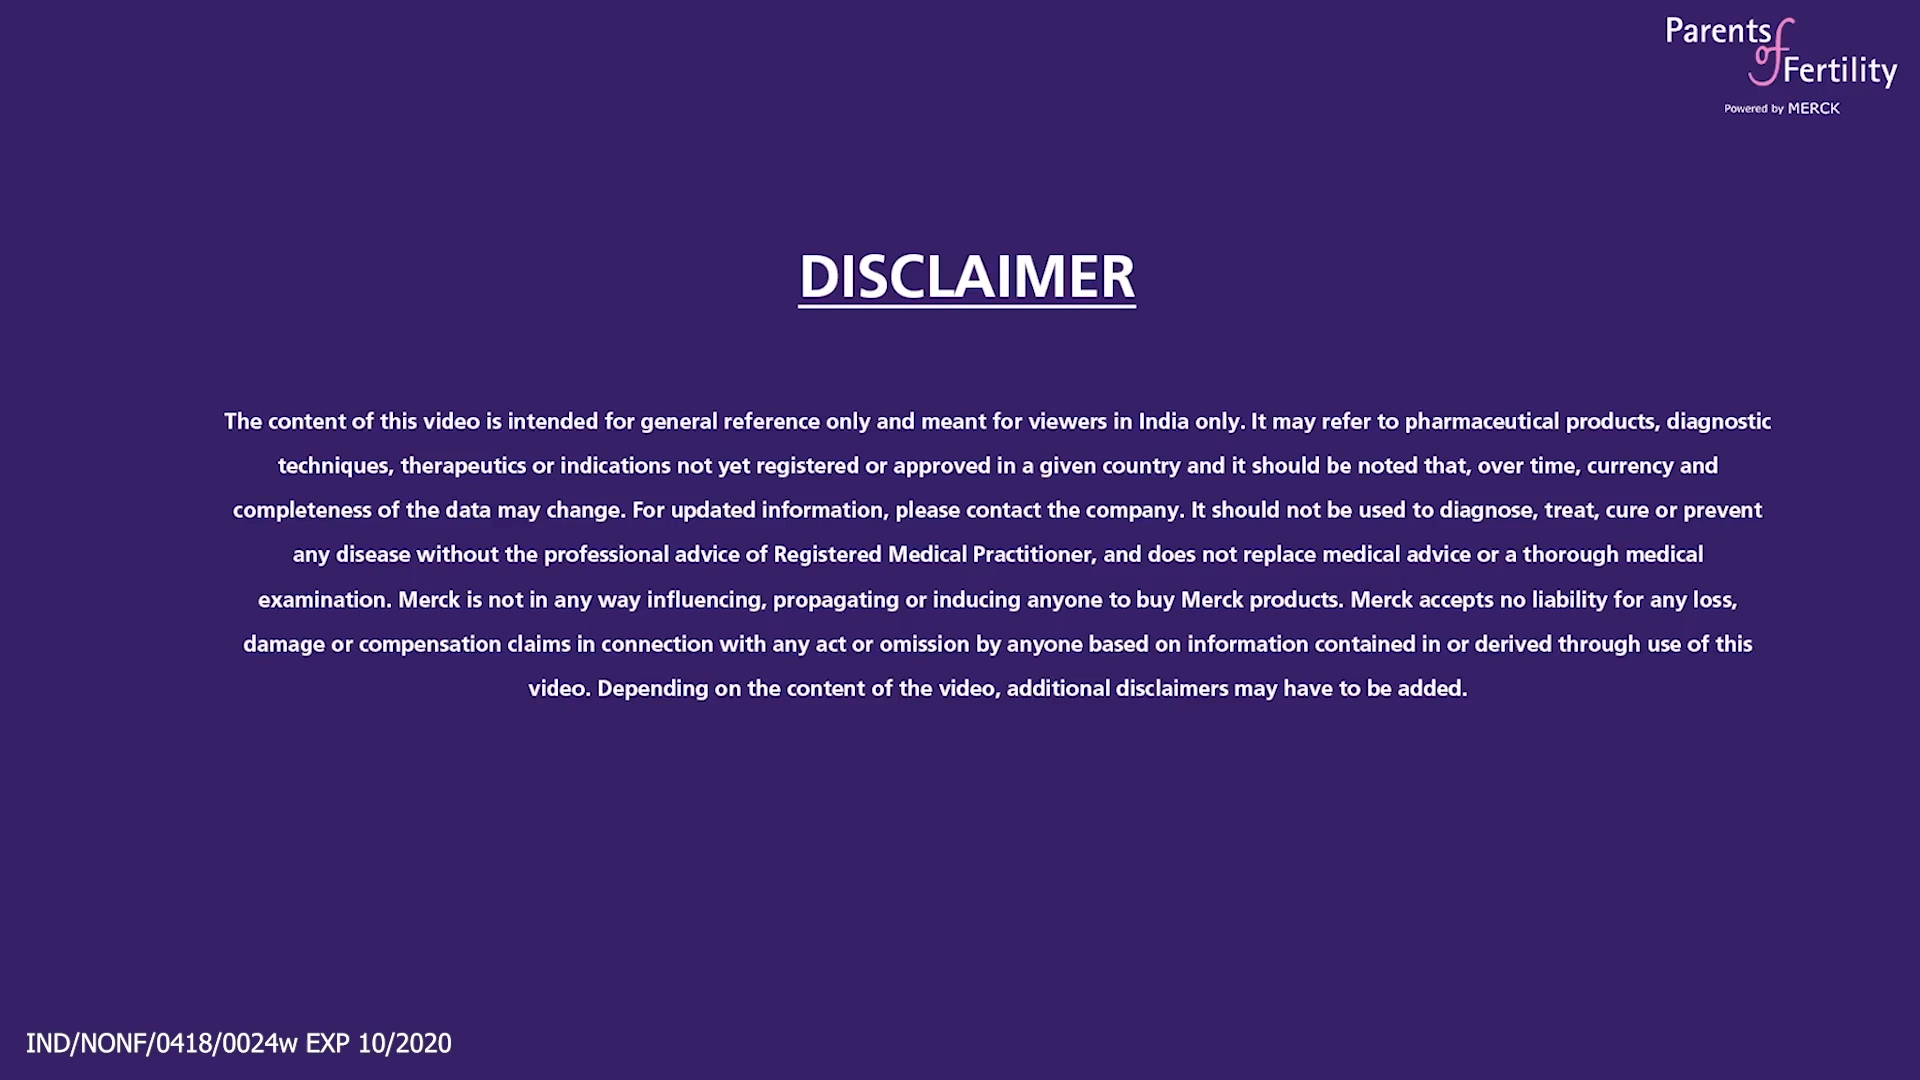 Parents
of
Fertility
Powered by MERCK
DISCLAIMER
The content of this video is intended for general reference only and meant for viewers in India only. It may refer to pharmaceutical products, diagnostic
techniques, therapeutics or indications not yet registered or approved in a given country and it should be noted that, over time, currency and
completeness of the data may change. For updated information, please contact the company. It should not be used to diagnose, treat, cure or prevent
any disease without the professional advice of Registered Medical Practitioner, and does not replace medical advice or a thorough medical
examination. Merck is not in any way influencing, propagating or inducing anyone to buy Merck products. Merck accepts no liability for any loss,
damage or compensation claims in connection with any act or omission by anyone based on information contained in or derived through use of this
video. Depending on the content of the video, additional disclaimers may have to be added.
IND/NONF/0418/0024w EXP 10/2020